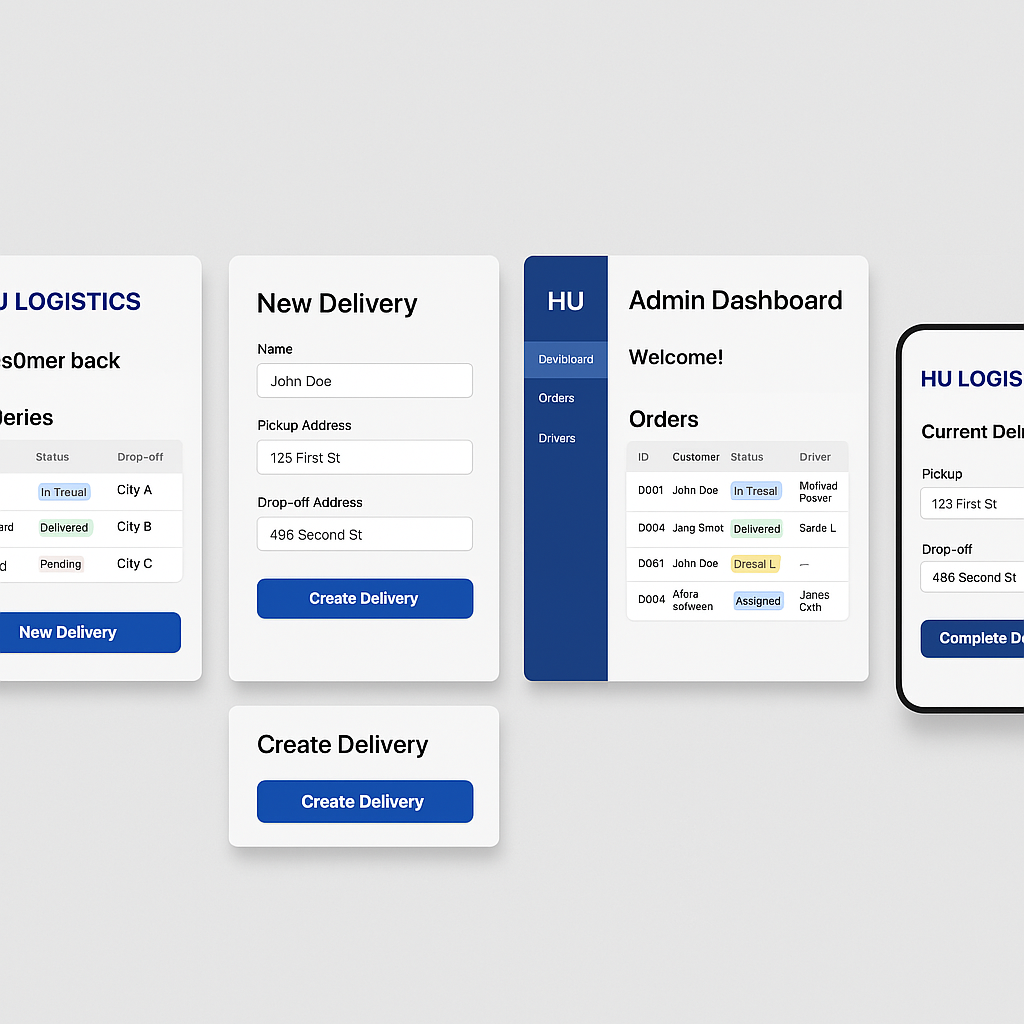 U LOGISTICS
es0mer back
eries
Status Drop-off
In Treual City A
ard Delivered City B
d Pending City C
New Delivery
New Delivery
Name
John Doe
Pickup Address
125 First St
Drop-off Address
496 Second St
Create Delivery
Create Delivery
Create Delivery
HU
Devibloard
Orders
Drivers
Admin Dashboard
Welcome!
Orders
ID Customer Status Driver
D001 John Doe In Tresal Mofivad
Posver
D004 Jang Smot Delivered Sarde L
D061 John Doe Dresal L —
D004 Afora
sofween Assigned Janes
Cxth
HU LOGIS
Current Deli
Pickup
123 First St
Drop-off
486 Second St
Complete De